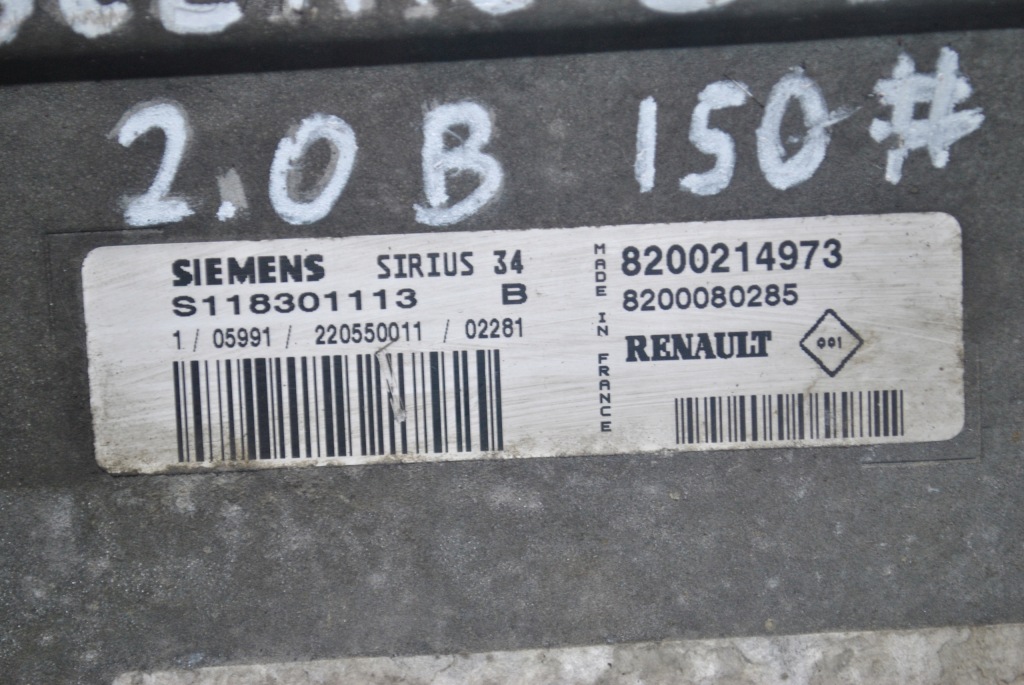 2.0 B 150#
SIEMENS SIRIUS 34
S118301113 B
1 / 05991 / 220550011 / 02281
MADE IN FRANCE
8200214973
8200080285
RENAULT 001